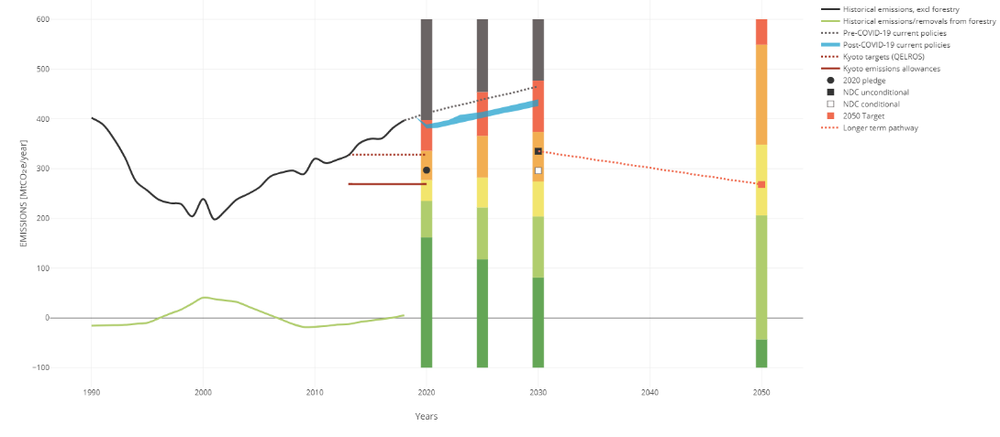 Historical emissions, excl forestry
Historical emissions/removals from forestry
Pre-COVID-19 current policies
Post-COVID-19 current policies
Kyoto targets (QELROS)
Kyoto emissions allowances
2020 pledge
NDC unconditional
NDC conditional
2050 Target
Longer term pathway
EMISSIONS [MtCO₂e/year]
600
500
400
300
200
100
0
−100
1990
2000
2010
2020
2030
2040
2050
Years